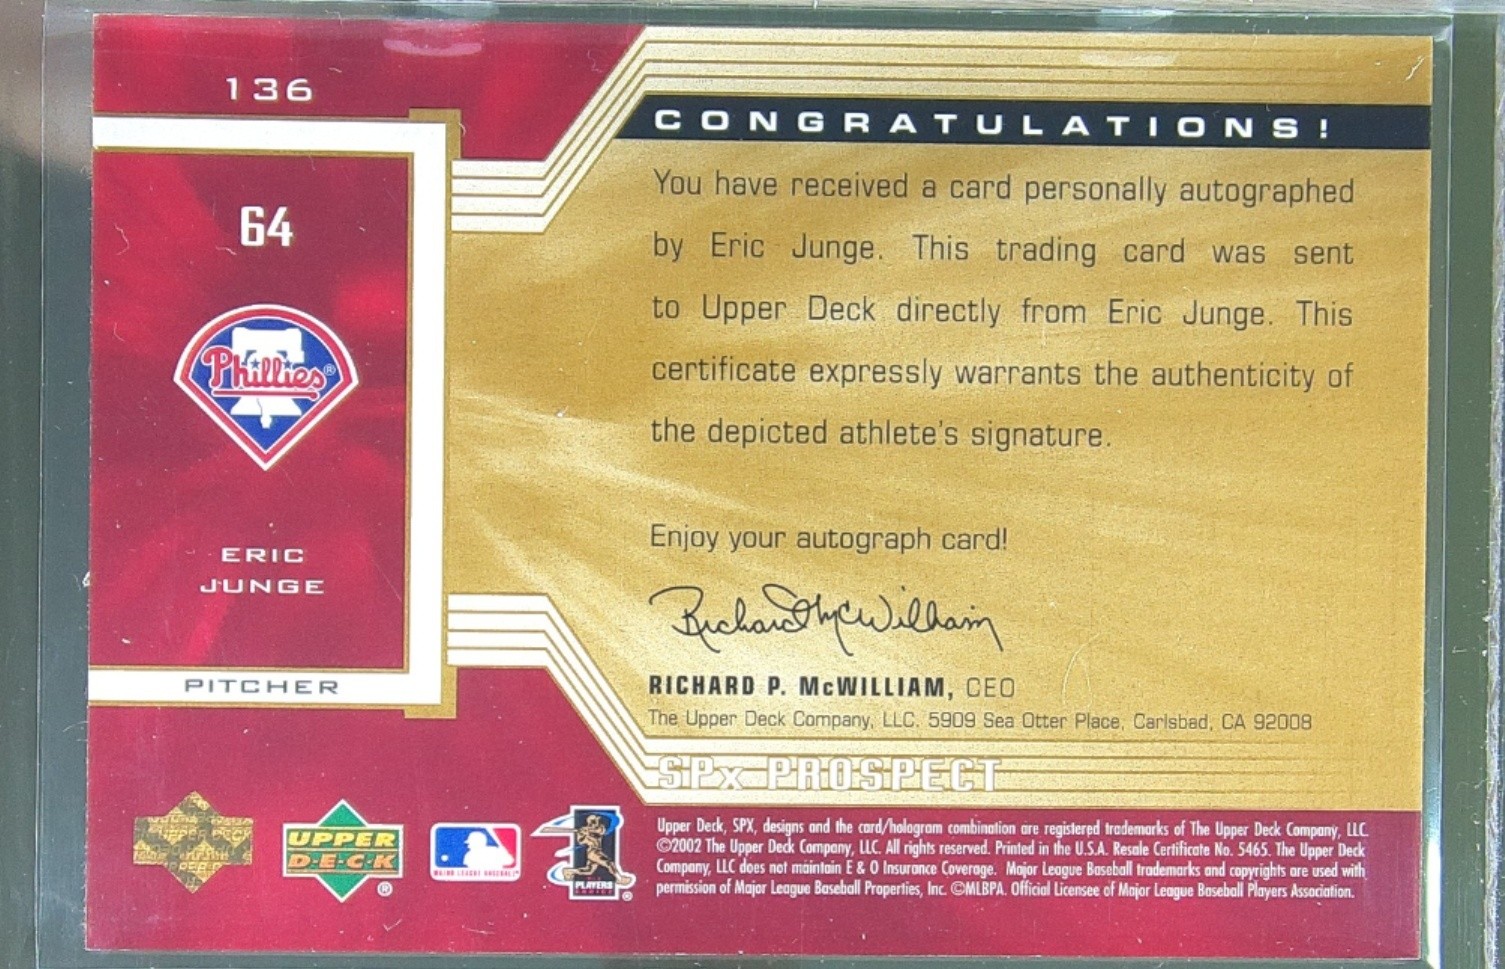 136
64
Phillies®
ERIC
JUNGE
PITCHER
CONGRATULATIONS!
You have received a card personally autographed
by Eric Junge. This trading card was sent
to Upper Deck directly from Eric Junge. This
certificate expressly warrants the authenticity of
the depicted athlete's signature.
Enjoy your autograph card!
Richard McWilliam
RICHARD P. McWILLIAM, CEO
The Upper Deck Company, LLC. 5909 Sea Otter Place, Carlsbad, CA 92008
SPx PROSPECT
UPPER
D·E·C·K
®
MAJOR LEAGUE BASEBALL
PLAYERS
CHOICE
®
Upper Deck, SPX, designs and the card/hologram combination are registered trademarks of The Upper Deck Company, LLC.
©2002 The Upper Deck Company, LLC. All rights reserved. Printed in the U.S.A. Resale Certificate No. 5465. The Upper Deck
Company, LLC does not maintain E & O Insurance Coverage. Major League Baseball trademarks and copyrights are used with
permission of Major League Baseball Properties, Inc. ©MLBPA. Official Licensee of Major League Baseball Players Association.